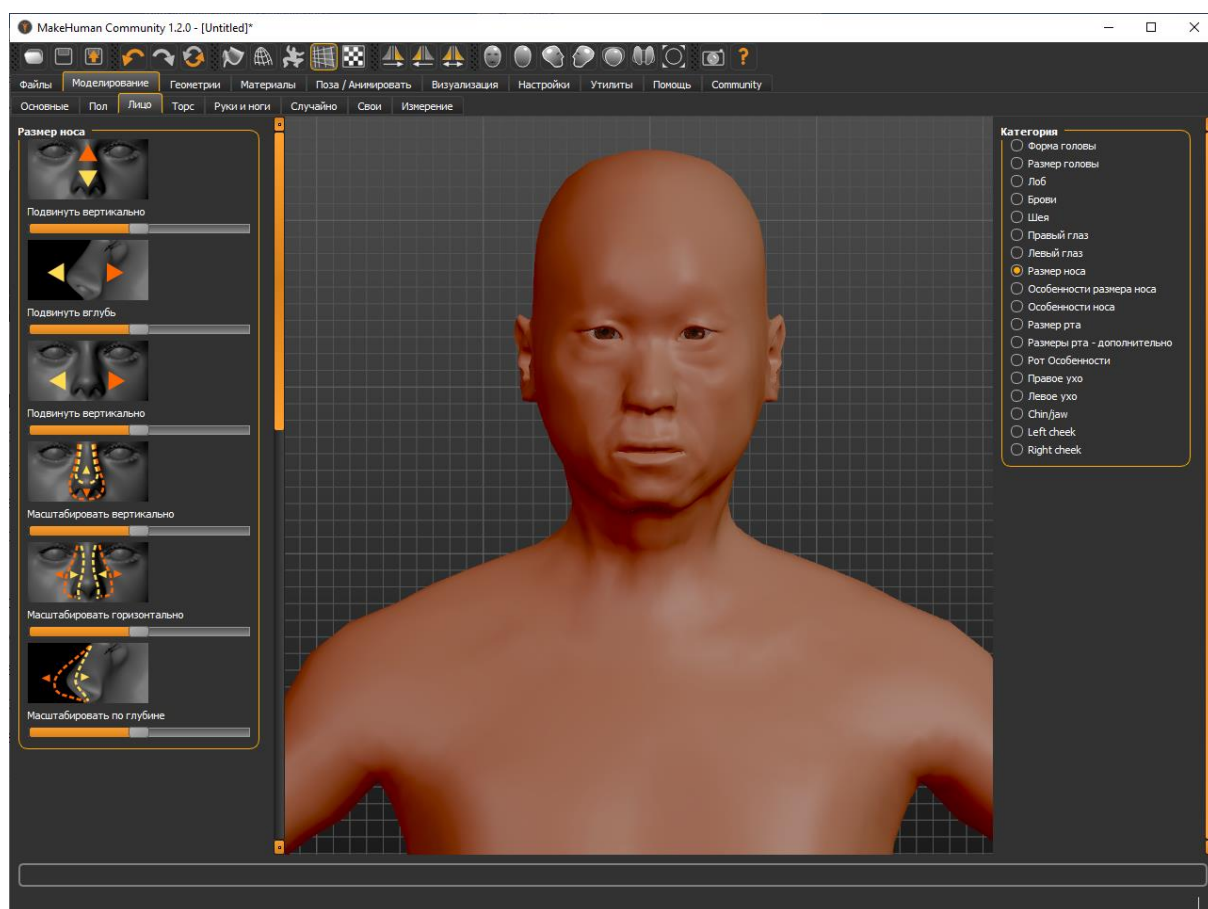 MakeHuman Community 1.2.0 - [Untitled]*
Файлы Моделирование Геометрии Материалы Поза / Анимировать Визуализация Настройки Утилиты Помощь Community
Основные Пол Лицо Торс Руки и ноги Случайно Свои Измерение
Размер носа
Подвинуть вертикально
Подвинуть вглубь
Подвинуть вертикально
Масштабировать вертикально
Масштабировать горизонтально
Масштабировать по глубине
Категория
Форма головы
Размер головы
Лоб
Брови
Шея
Правый глаз
Левый глаз
Размер носа
Особенности размера носа
Особенности носа
Размер рта
Размеры рта - дополнительно
Рот Особенности
Правое ухо
Левое ухо
Chin/jaw
Left cheek
Right cheek